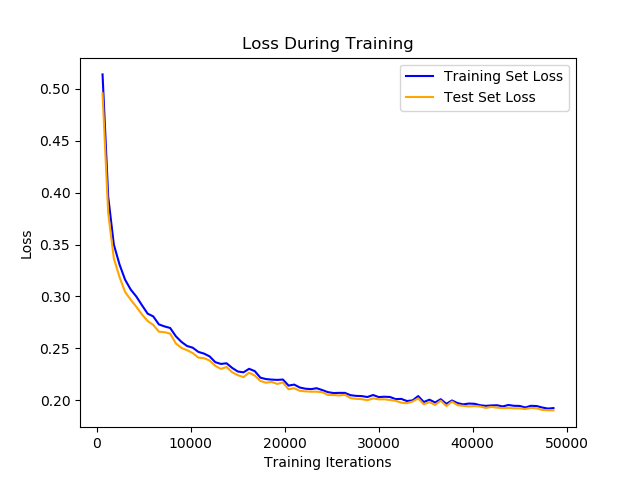 Loss During Training
Training Set Loss
Test Set Loss
Loss
0.50
0.45
0.40
0.35
0.30
0.25
0.20
0 10000 20000 30000 40000 50000
Training Iterations